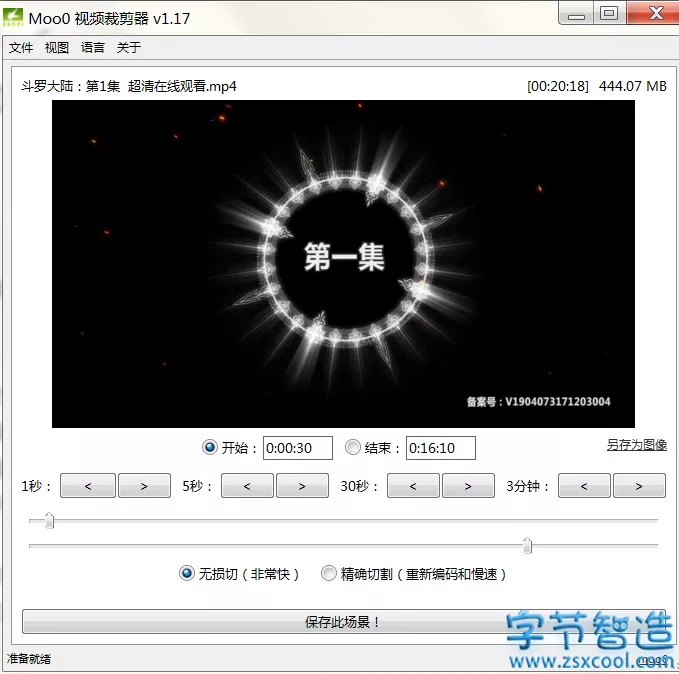 Moo0 视频裁剪器 v1.17
文件 视图 语言 关于
斗罗大陆：第1集 超清在线观看.mp4 [00:20:18] 444.07 MB
第一集
备案号：V1904073171203004
开始： 0:00:30 结束： 0:16:10 另存为图像
1秒： < > 5秒： < > 30秒： < > 3分钟： < >
无损切（非常快） 精确切割（重新编码和慢速）
保存此场景！
字节智造
准备就绪
www.zsxcool.com